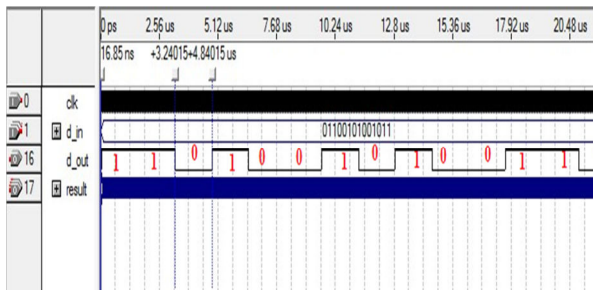 0 ps 2.56 us 5.12 us 7.68 us 10.24 us 12.8 us 15.36 us 17.92 us 20.48 us
16.85 ns +3.24015+4.84015 us
0 clk
1 d_in 01100101001011
16 d_out 1 1 0 1 0 0 1 0 1 0 0 1 1
17 result